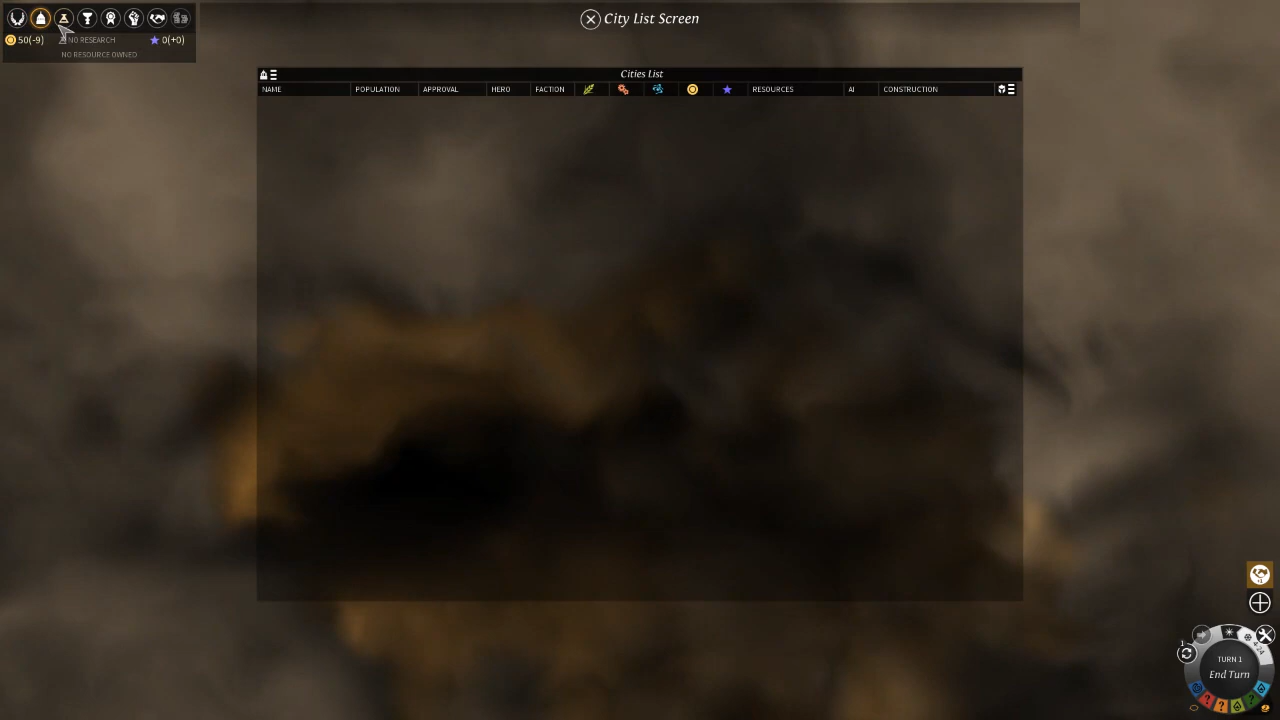 City List Screen
50(-9) NO RESEARCH 0(+0)
NO RESOURCE OWNED
Cities List
NAME POPULATION APPROVAL HERO FACTION RESOURCES AI CONSTRUCTION
1
TURN 1
End Turn
? ? ?